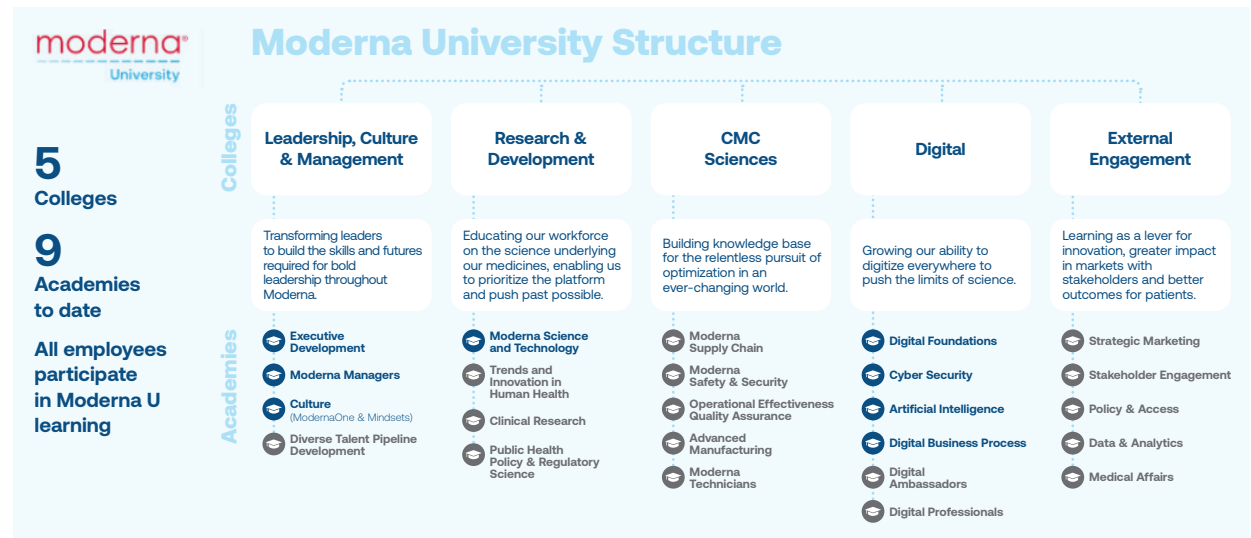 moderna®
University
Moderna University Structure
5
Colleges
9
Academies
to date
All employees
participate
in Moderna U
learning
Colleges
Leadership, Culture
& Management
Research &
Development
CMC
Sciences
Digital
External
Engagement
Transforming leaders
to build the skills and futures
required for bold
leadership throughout
Moderna.
Educating our workforce
on the science underlying
our medicines, enabling us
to prioritize the platform
and push past possible.
Building knowledge base
for the relentless pursuit of
optimization in an
ever-changing world.
Growing our ability to
digitize everywhere to
push the limits of science.
Learning as a lever for
innovation, greater impact
in markets with
stakeholders and better
outcomes for patients.
Academies
Executive
Development
Moderna Managers
Culture
(ModernaOne & Mindsets)
Diverse Talent Pipeline
Development
Moderna Science
and Technology
Trends and
Innovation in
Human Health
Clinical Research
Public Health
Policy & Regulatory
Science
Moderna
Supply Chain
Moderna
Safety & Security
Operational Effectiveness
Quality Assurance
Advanced
Manufacturing
Moderna
Technicians
Digital Foundations
Cyber Security
Artificial Intelligence
Digital Business Process
Digital
Ambassadors
Digital Professionals
Strategic Marketing
Stakeholder Engagement
Policy & Access
Data & Analytics
Medical Affairs